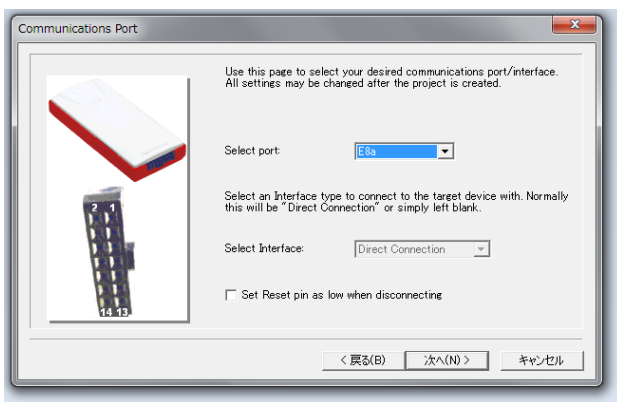 Communications Port
Use this page to select your desired communications port/interface.
All settings may be changed after the project is created.
Select port:
E8a
Select an Interface type to connect to the target device with. Normally
this will be "Direct Connection" or simply left blank.
2 1
Select Interface:
Direct Connection
Set Reset pin as low when disconnecting
14 13
< 戻る(B)
次へ(N) >
キャンセル